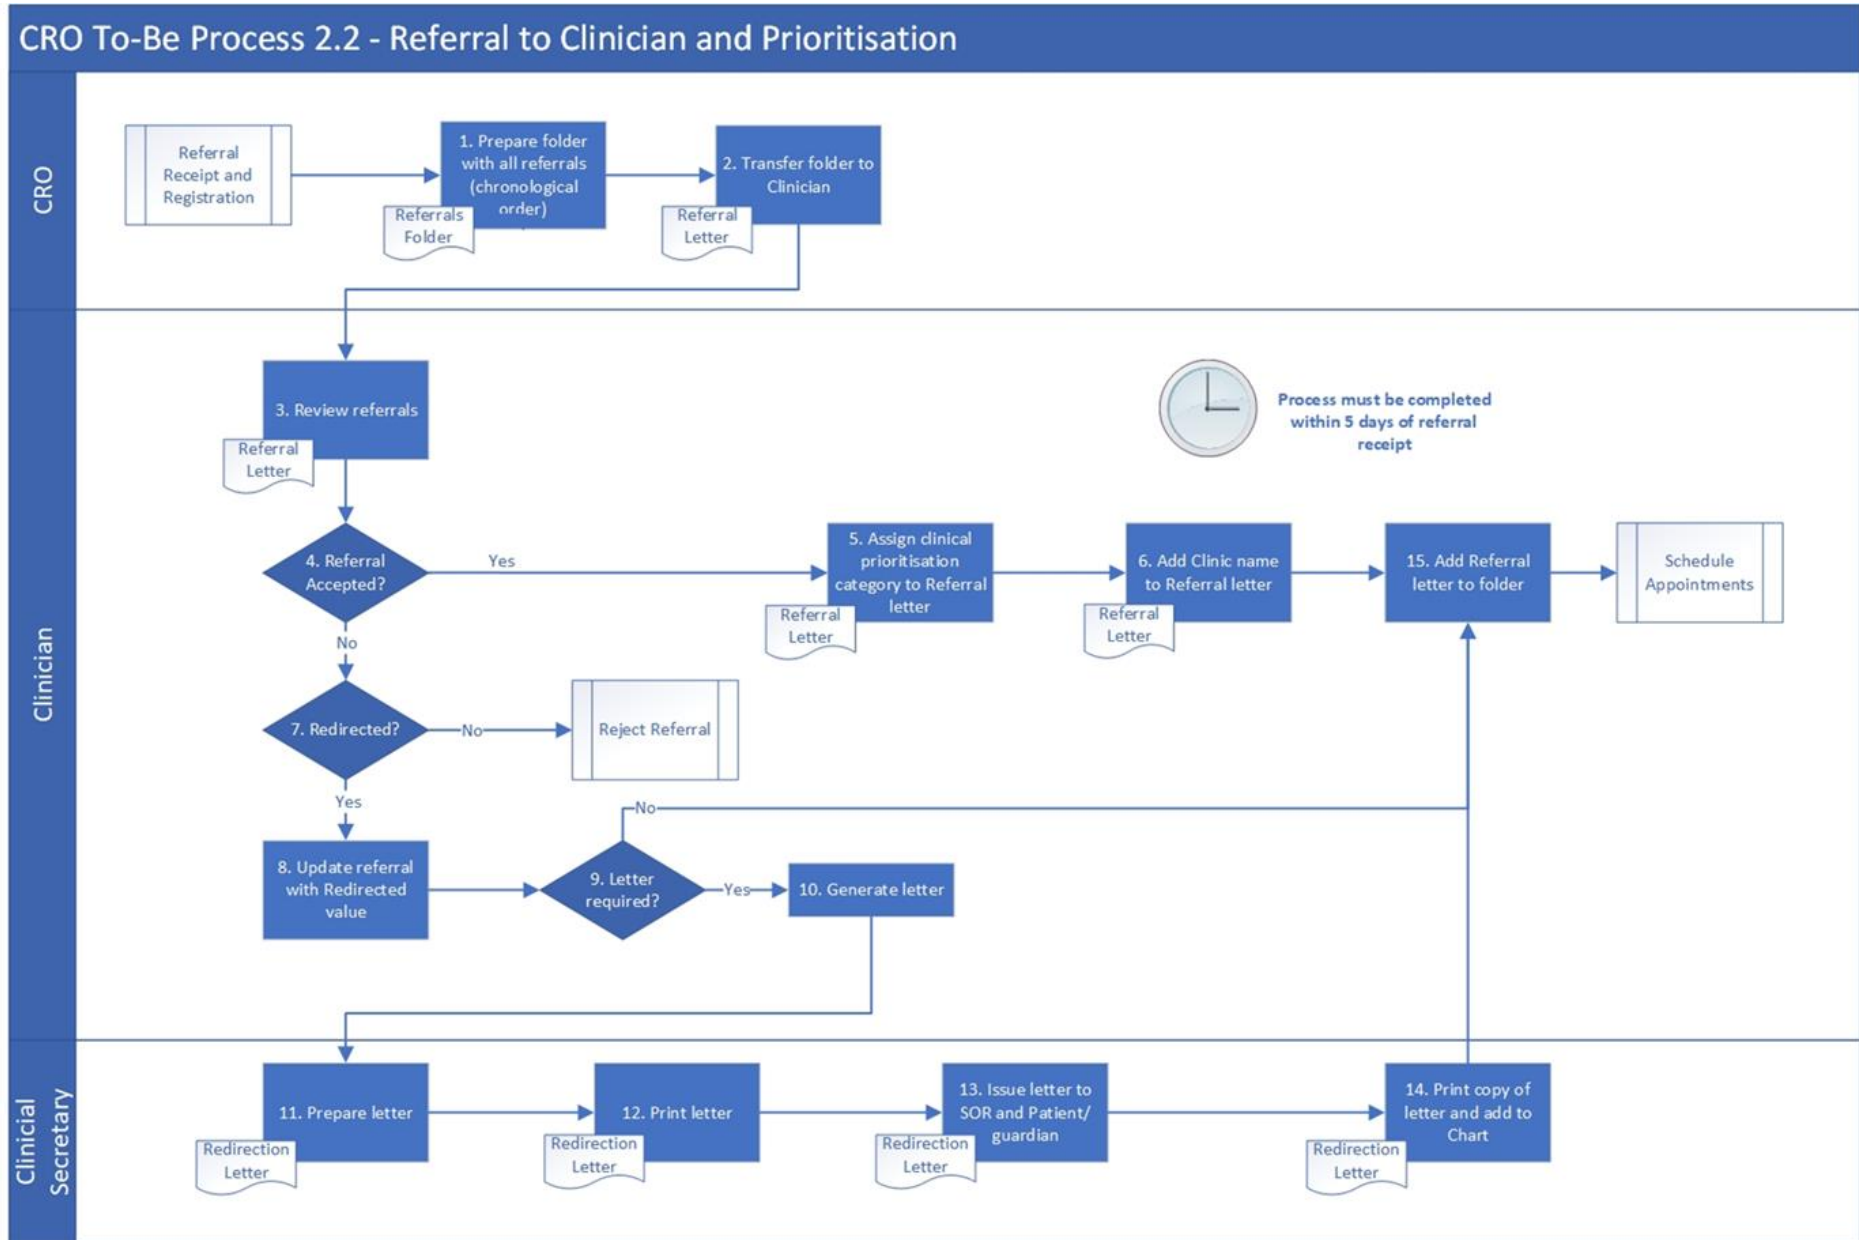 CRO To-Be Process 2.2 - Referral to Clinician and Prioritisation
CRO
Referral
Receipt and
Registration
1. Prepare folder
with all referrals
(chronological
order)
Referrals
Folder
2. Transfer folder to
Clinician
Referral
Letter
Clinician
3. Review referrals
Referral
Letter
Process must be completed
within 5 days of referral
receipt
4. Referral
Accepted?
Yes
No
5. Assign clinical
prioritisation
category to Referral
letter
Referral
Letter
6. Add Clinic name
to Referral letter
Referral
Letter
15. Add Referral
letter to folder
Schedule
Appointments
7. Redirected?
No
Reject Referral
Yes
8. Update referral
with Redirected
value
9. Letter
required?
No
Yes
10. Generate letter
Clinicial
Secretary
11. Prepare letter
Redirection
Letter
12. Print letter
Redirection
Letter
13. Issue letter to
SOR and Patient/
guardian
Redirection
Letter
14. Print copy of
letter and add to
Chart
Redirection
Letter